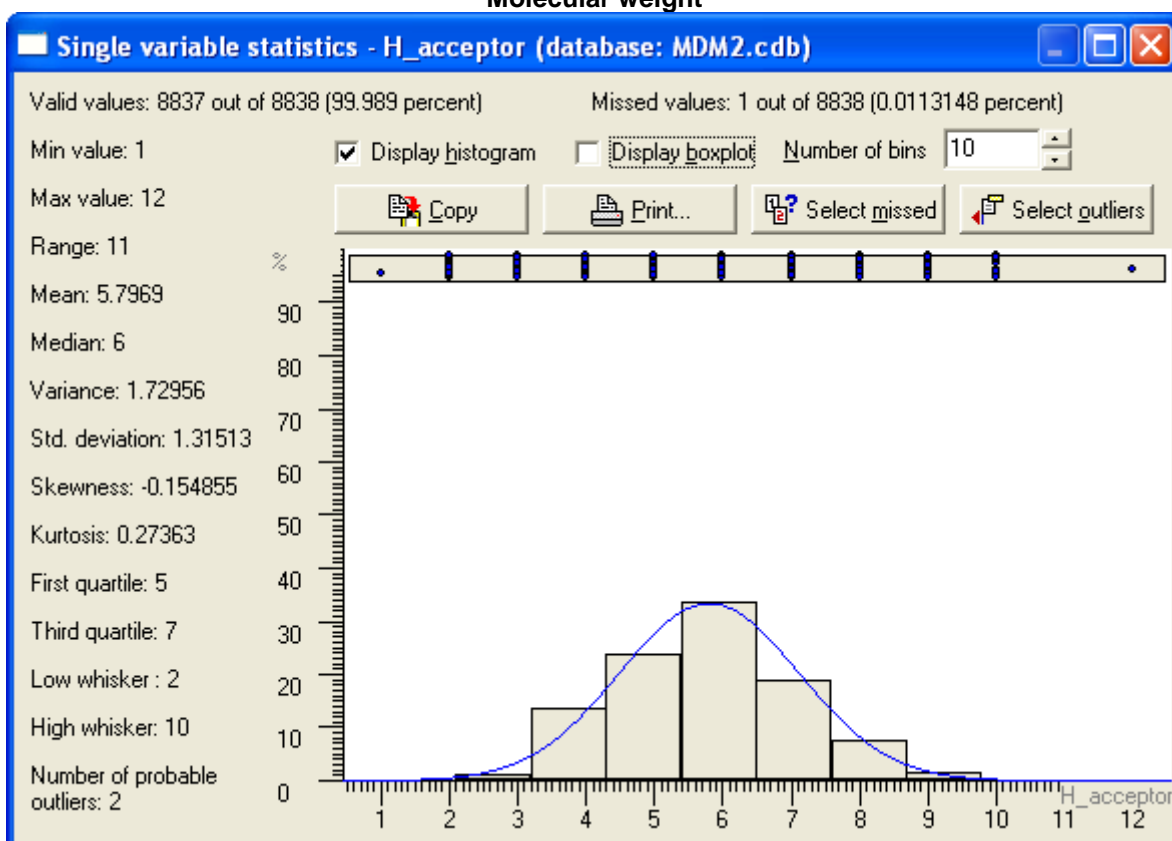 Molecular weight
Single variable statistics - H_acceptor (database: MDM2.cdb)
Valid values: 8837 out of 8838 (99.989 percent)
Missed values: 1 out of 8838 (0.0113148 percent)
Min value: 1
Display histogram
Display boxplot
Number of bins
10
Max value: 12
Copy
Print...
Select missed
Select outliers
Range: 11
Mean: 5.7969
Median: 6
Variance: 1.72956
Std. deviation: 1.31513
Skewness: -0.154855
Kurtosis: 0.27363
First quartile: 5
Third quartile: 7
Low whisker : 2
High whisker: 10
Number of probable
outliers: 2
%
90
80
70
60
50
40
30
20
10
0
H_acceptor
1 2 3 4 5 6 7 8 9 10 11 12